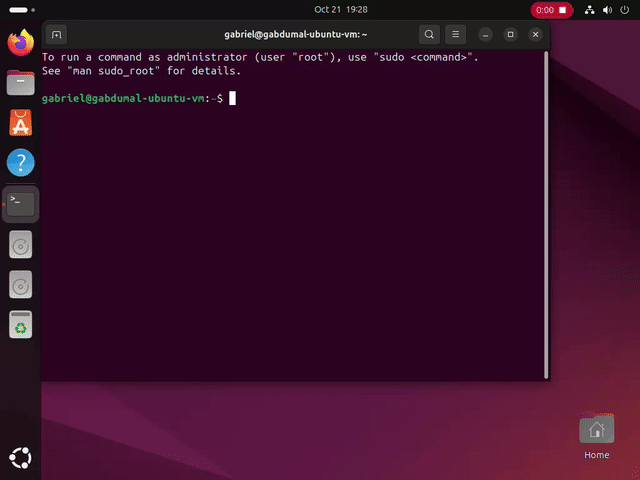 Oct 21 19:28
0:00
gabriel@gabdumal-ubuntu-vm: ~
To run a command as administrator (user "root"), use "sudo <command>".
See "man sudo_root" for details.
gabriel@gabdumal-ubuntu-vm:~$
>_
?
Home